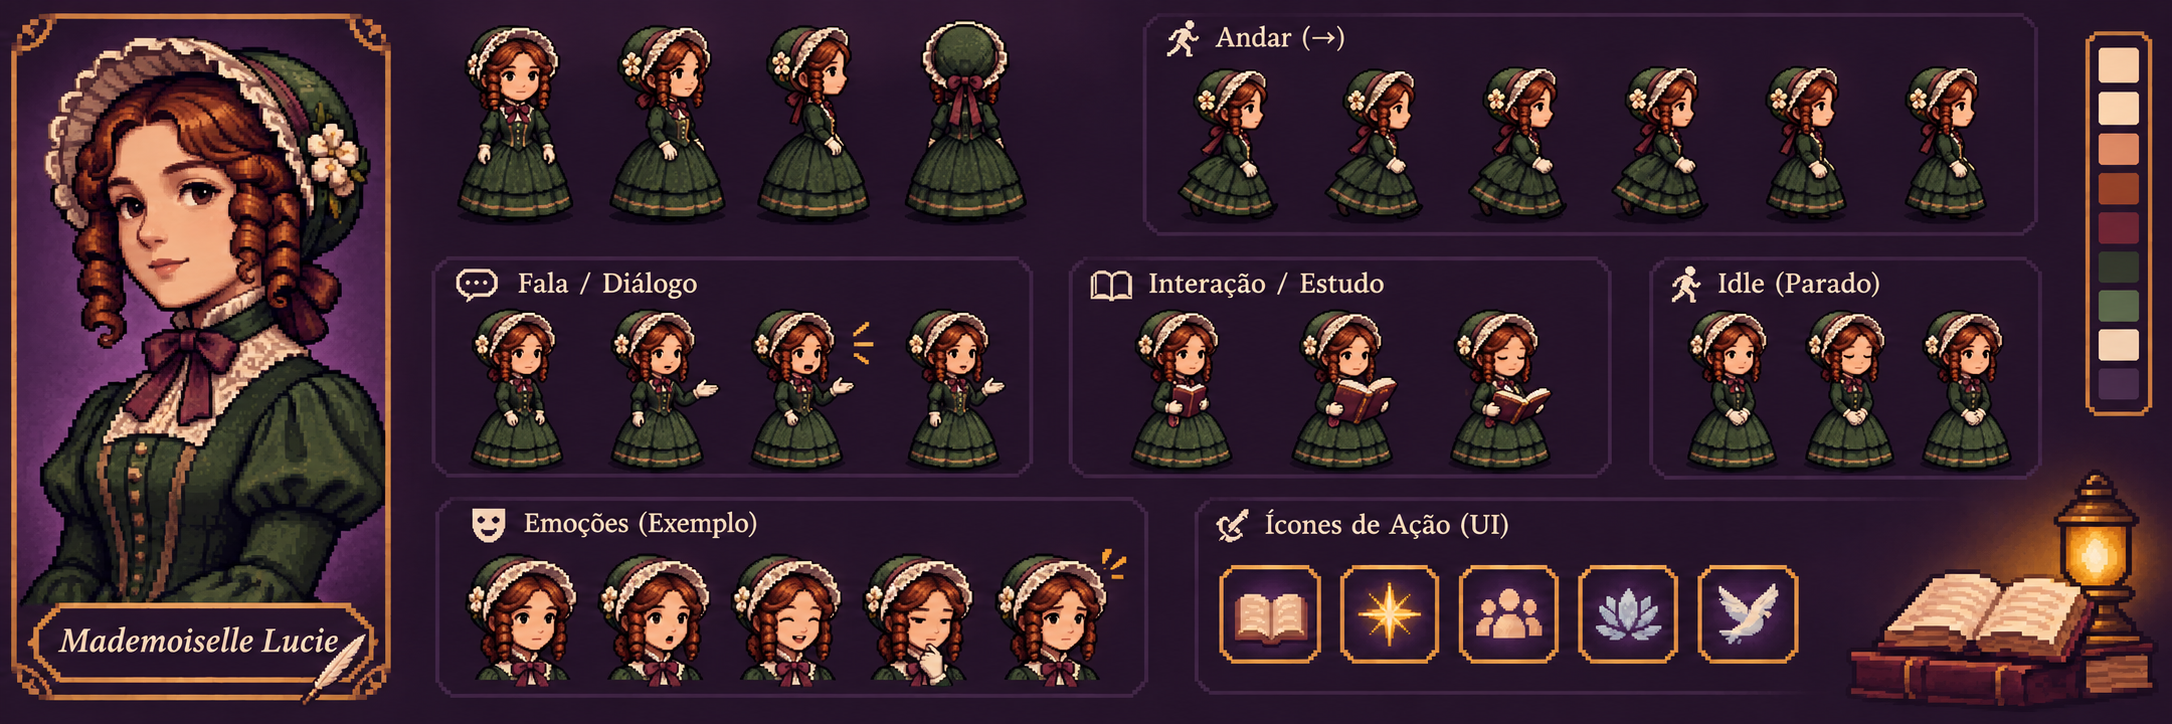 Andar (→)
Fala / Diálogo
Interação / Estudo
Idle (Parado)
Emoções (Exemplo)
Ícones de Ação (UI)
Mademoiselle Lucie